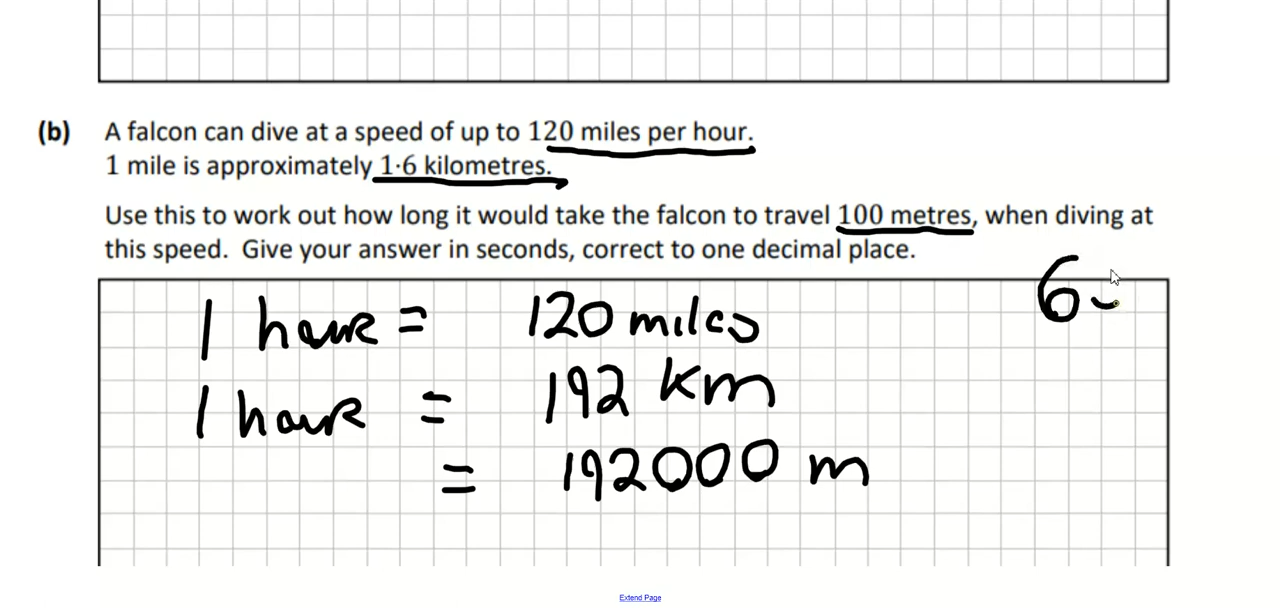 (b) A falcon can dive at a speed of up to 120 miles per hour.
1 mile is approximately 1·6 kilometres.
Use this to work out how long it would take the falcon to travel 100 metres, when diving at
this speed. Give your answer in seconds, correct to one decimal place.
6
1 hour = 120 miles
1 hour = 192 km
= 192000 m
Extend Page